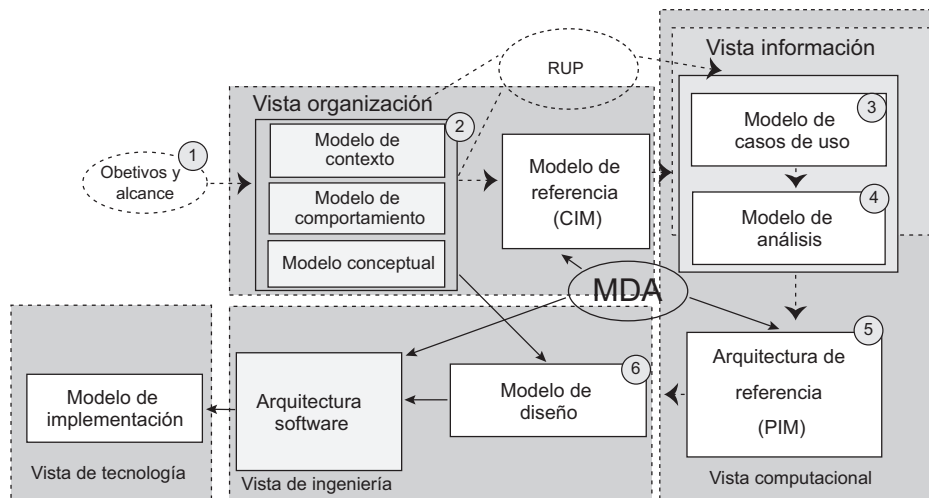 RUP
Vista información
Vista organización
1
Obetivos y
alcance
2
Modelo de
contexto
Modelo de
comportamiento
Modelo conceptual
Modelo de
referencia
(CIM)
3
Modelo de
casos de uso
4
Modelo de
análisis
MDA
5
Arquitectura de
referencia
(PIM)
Vista computacional
6
Modelo de
diseño
Arquitectura
software
Vista de ingeniería
Modelo de
implementación
Vista de tecnología